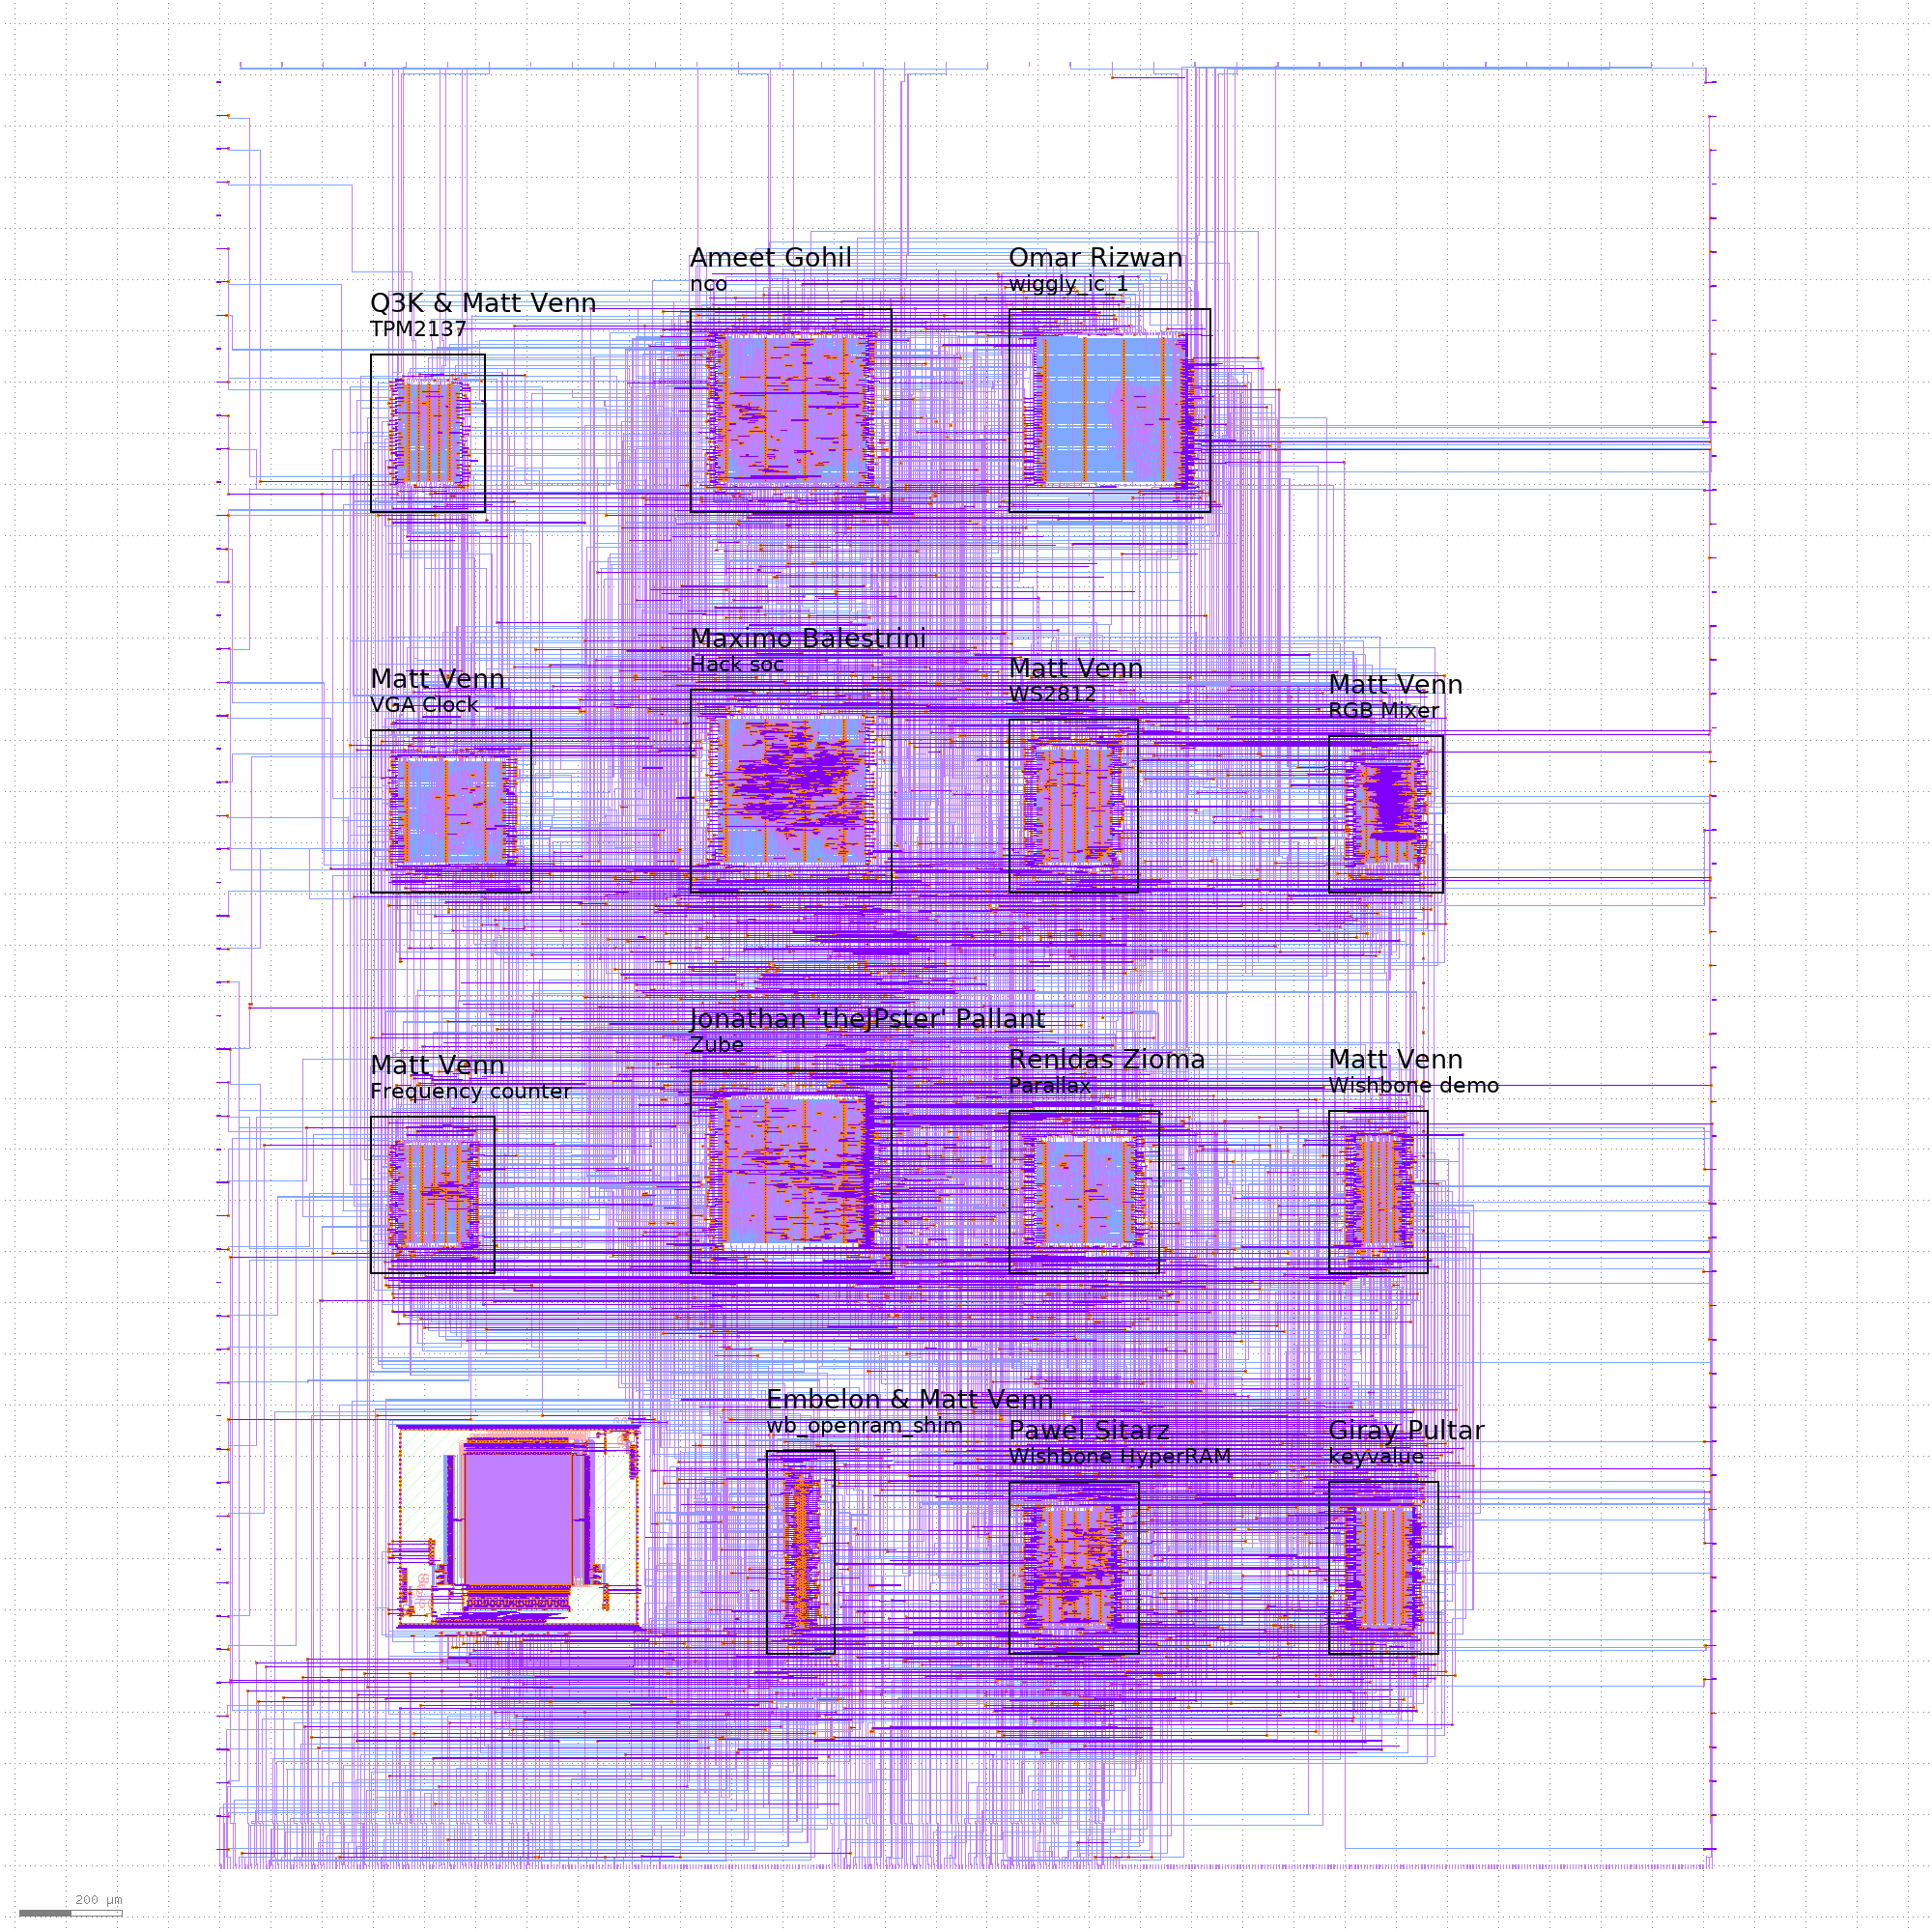 Ameet Gohil
nco
Omar Rizwan
wiggly_ic_1
Q3K & Matt Venn
TPM2137
Maximo Balestrini
Hack soc
Matt Venn
WS2812
Matt Venn
VGA Clock
Matt Venn
RGB Mixer
Jonathan 'theJPster' Pallant
Zube
Matt Venn
Frequency counter
Renldas Zioma
Parallax
Matt Venn
Wishbone demo
Embelon & Matt Venn
wb_openram_shim
Pawel Sitarz
Wishbone HyperRAM
Giray Pultar
keyvalue
200 µm